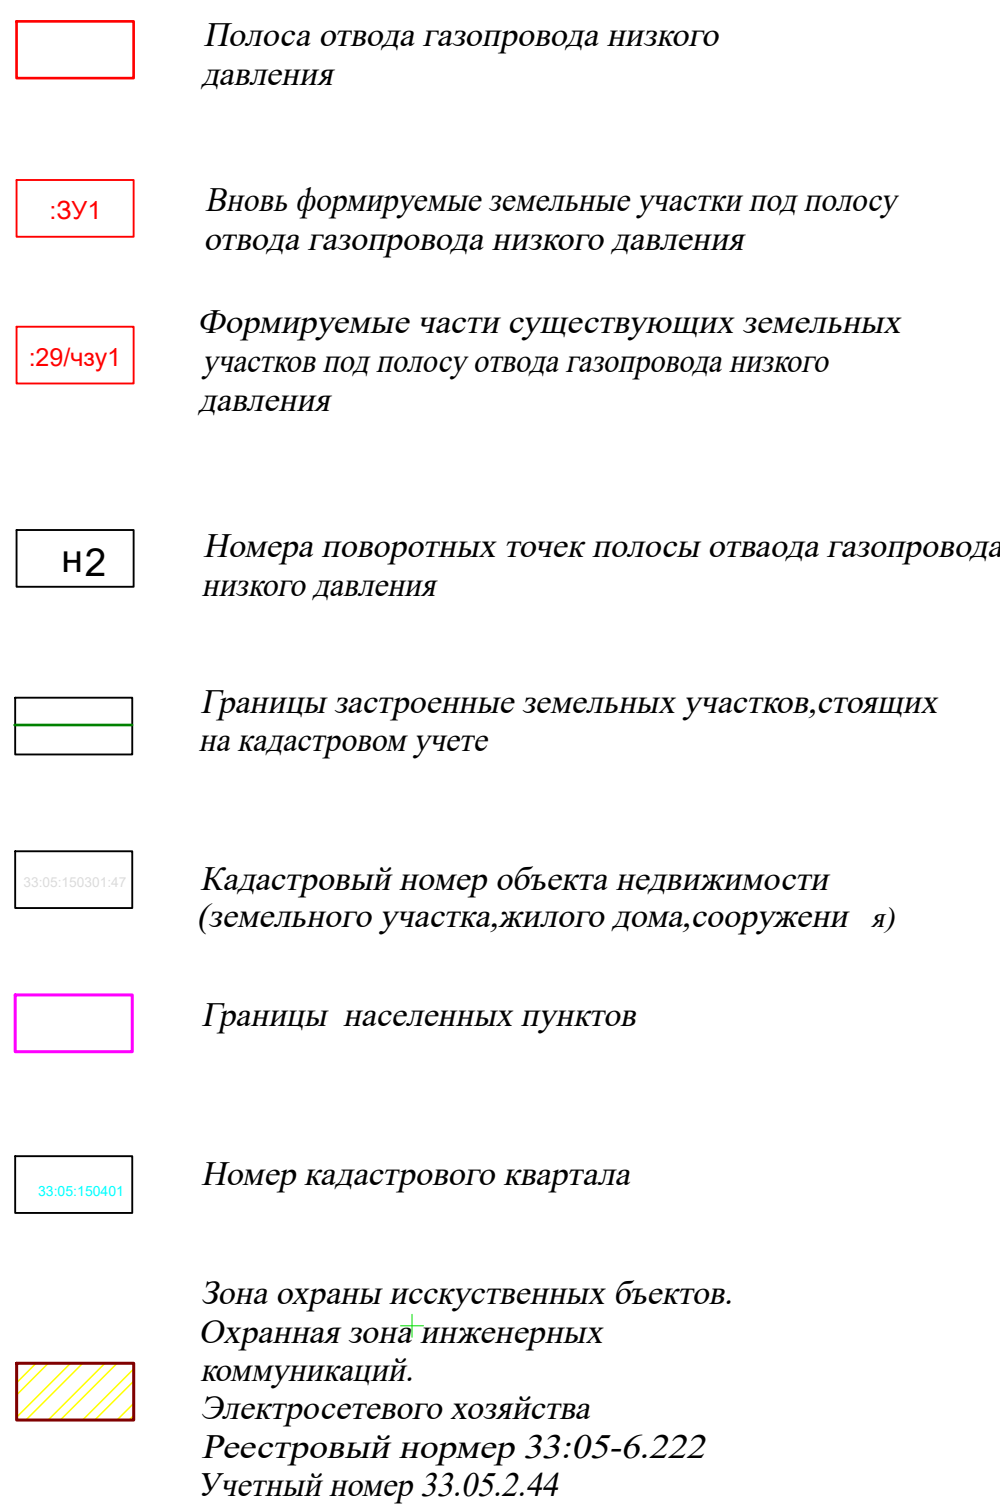 Полоса отвода газопровода низкого
давления
:ЗУ1
Вновь формируемые земельные участки под полосу
отвода газопровода низкого давления
:29/чзу1
Формируемые части существующих земельных
участков под полосу отвода газопровода низкого
давления
н2
Номера поворотных точек полосы отваода газопровода
низкого давления
Границы застроенные земельных участков,стоящих
на кадастровом учете
33:05:150301:47
Кадастровый номер объекта недвижимости
(земельного участка,жилого дома,сооружени я)
Границы населенных пунктов
33:05:150401
Номер кадастрового квартала
Зона охраны исскуственных бъектов.
Охранная зона инженерных
коммуникаций.
Электросетевого хозяйства
Реестровый нормер 33:05-6.222
Учетный номер 33.05.2.44